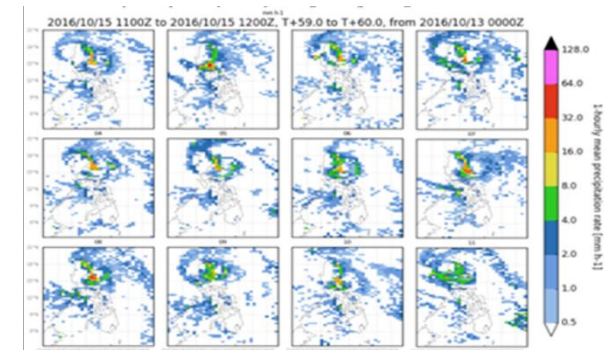 mm h-1
2016/10/15 1100Z to 2016/10/15 1200Z, T+59.0 to T+60.0, from 2016/10/13 0000Z
128.0
64.0
32.0
16.0
8.0
4.0
2.0
1.0
0.5
1-hourly mean precipitation rate [mm h-1]
04 05 06 07
08 09 10 11